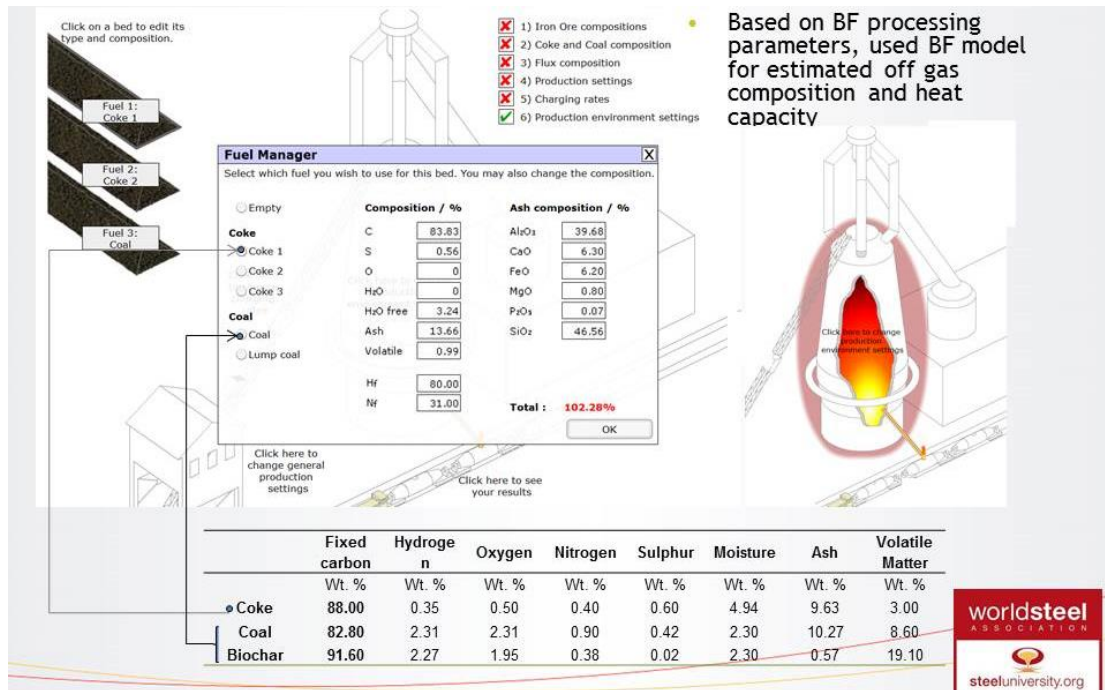 Click on a bed to edit its
type and composition.
Fuel 1:
Coke 1
Fuel 2:
Coke 2
Fuel 3:
Coal
1) Iron Ore compositions
2) Coke and Coal composition
3) Flux composition
4) Production settings
5) Charging rates
6) Production environment settings
Based on BF processing
parameters, used BF model
for estimated off gas
composition and heat
capacity
Fuel Manager X
Select which fuel you wish to use for this bed. You may also change the composition.
Empty
Coke
Coke 1
Coke 2
Coke 3
Coal
Coal
Lump coal
Composition / %
C 83.83
S 0.56
O 0
H₂O 0
H₂O free 3.24
Ash 13.66
Volatile 0.99
Hf 80.00
Nf 31.00
Ash composition / %
Al₂O₃ 39.68
CaO 6.30
FeO 6.20
MgO 0.80
P₂O₅ 0.07
SiO₂ 46.56
Total : 102.28%
OK
Click here to change
production
environment settings
Click here to
change general
production
settings
Click here to see
your results
Fixed carbon Hydrogen Oxygen Nitrogen Sulphur Moisture Ash Volatile Matter
Wt. % Wt. % Wt. % Wt. % Wt. % Wt. % Wt. % Wt. %
Coke 88.00 0.35 0.50 0.40 0.60 4.94 9.63 3.00
Coal 82.80 2.31 2.31 0.90 0.42 2.30 10.27 8.60
Biochar 91.60 2.27 1.95 0.38 0.02 2.30 0.57 19.10
worldsteel
ASSOCIATION
steeluniversity.org